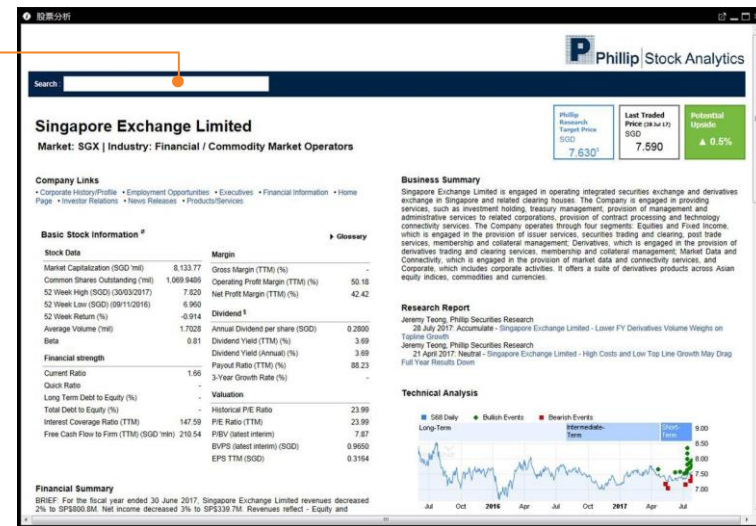 股票分析
Phillip Stock Analytics
Search :
Singapore Exchange Limited
Market: SGX | Industry: Financial / Commodity Market Operators
Phillip Research Target Price
SGD
7.630
Last Traded Price (28 Jul 17)
SGD
7.590
Potential Upside
▲ 0.5%
Company Links
• Corporate History/Profile • Employment Opportunities • Executives • Financial Information • Home
Page • Investor Relations • News Releases • Products/Services
Basic Stock Information
▶ Glossary
Stock Data
Market Capitalization (SGD 'mil) 8,133.77
Common Shares Outstanding ('mil) 1,069.9486
52 Week High (SGD) (30/03/2017) 7.820
52 Week Low (SGD) (09/11/2016) 6.960
52 Week Return (%) -0.914
Average Volume ('mil) 1.7028
Beta 0.81
Financial strength
Current Ratio 1.66
Quick Ratio -
Long Term Debt to Equity (%) -
Total Debt to Equity (%) -
Interest Coverage Ratio (TTM) 147.59
Free Cash Flow to Firm (TTM) (SGD 'mln) 210.54
Margin
Gross Margin (TTM) (%) -
Operating Profit Margin (TTM) (%) 50.18
Net Profit Margin (TTM) (%) 42.42
Dividend
Annual Dividend per share (SGD) 0.2800
Dividend Yield (TTM) (%) 3.69
Dividend Yield (Annual) (%) 3.69
Payout Ratio (TTM) (%) 88.23
3-Year Growth Rate (%) -
Valuation
Historical P/E Ratio 23.99
P/E Ratio (TTM) 23.99
P/BV (latest interim) 7.87
BVPS (latest interim) (SGD) 0.9650
EPS TTM (SGD) 0.3164
Financial Summary
BRIEF: For the fiscal year ended 30 June 2017, Singapore Exchange Limited revenues decreased
2% to SP$800.8M. Net income decreased 3% to SP$339.7M. Revenues reflect - Equity and
Business Summary
Singapore Exchange Limited is engaged in operating integrated securities exchange and derivatives
exchange in Singapore and related clearing houses. The Company is engaged in providing
services, such as investment holding, treasury management, provision of management and
administrative services to related corporations, provision of contract processing and technology
connectivity services. The Company operates through four segments: Equities and Fixed Income,
which is engaged in the provision of issuer services, securities trading and clearing, post trade
services, membership and collateral management; Derivatives, which is engaged in the provision of
derivatives trading and clearing services, membership and collateral management; Market Data and
Connectivity, which is engaged in the provision of market data and connectivity services, and
Corporate, which includes corporate activities. It offers a suite of derivatives products across Asian
equity indices, commodities and currencies.
Research Report
Jeremy Teong, Phillip Securities Research
28 July 2017: Accumulate - Singapore Exchange Limited - Lower FY Derivatives Volume Weighs on
Topline Growth
Jeremy Teong, Phillip Securities Research
21 April 2017: Neutral - Singapore Exchange Limited - High Costs and Low Top Line Growth May Drag
Full Year Results Down
Technical Analysis
S68 Daily Bullish Events Bearish Events
Long-Term Intermediate-Term Short-Term
9.00
8.50
8.00
7.50
7.00
Jul Oct 2016 Apr Jul Oct 2017 Apr Jul